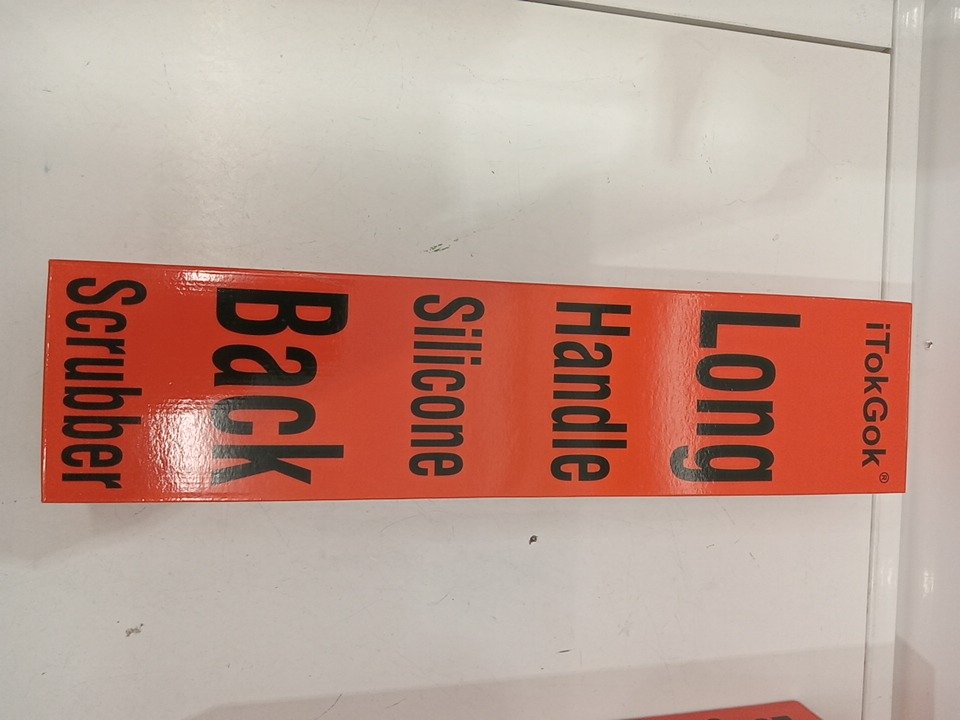 iTokGok®
Long
Handle
Silicone
Back
Scrubber